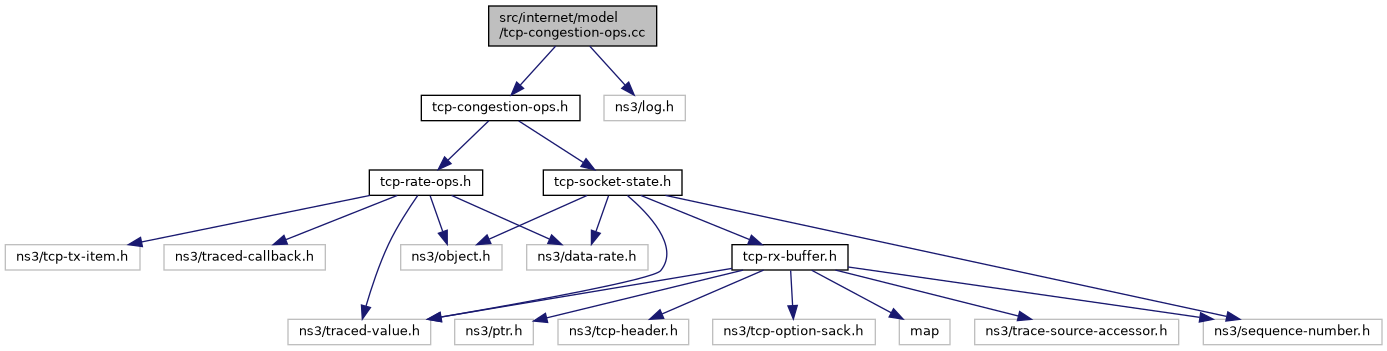 src/internet/model
/tcp-congestion-ops.cc
tcp-congestion-ops.h
ns3/log.h
tcp-rate-ops.h
tcp-socket-state.h
ns3/tcp-tx-item.h
ns3/traced-callback.h
ns3/object.h
ns3/data-rate.h
tcp-rx-buffer.h
ns3/traced-value.h
ns3/ptr.h
ns3/tcp-header.h
ns3/tcp-option-sack.h
map
ns3/trace-source-accessor.h
ns3/sequence-number.h